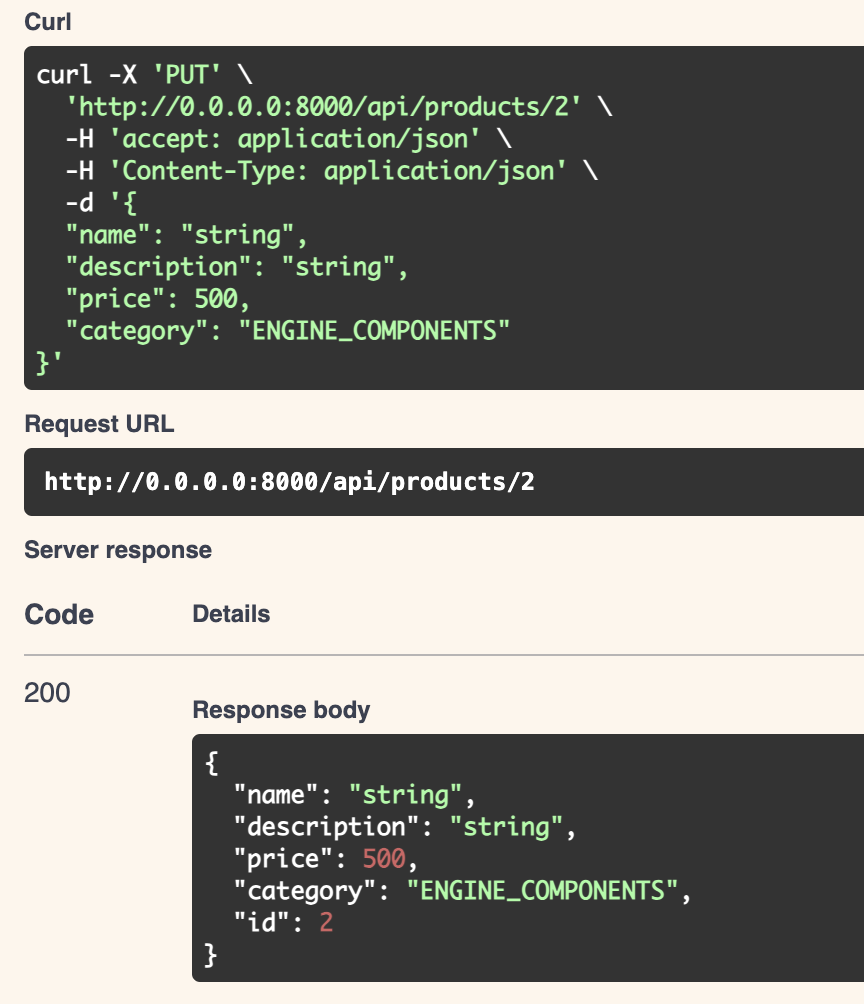 Curl
curl -X 'PUT' \
  'http://0.0.0.0:8000/api/products/2' \
  -H 'accept: application/json' \
  -H 'Content-Type: application/json' \
  -d '{
  "name": "string",
  "description": "string",
  "price": 500,
  "category": "ENGINE_COMPONENTS"
}'
Request URL
http://0.0.0.0:8000/api/products/2
Server response
Code Details
200
Response body
{
  "name": "string",
  "description": "string",
  "price": 500,
  "category": "ENGINE_COMPONENTS",
  "id": 2
}